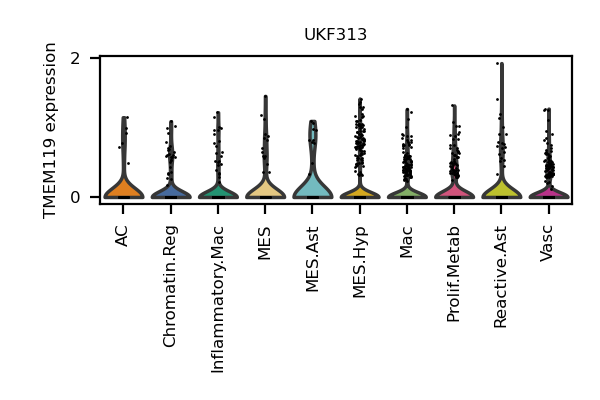 UKF313
TMEM119 expression
2
0
AC
Chromatin.Reg
Inflammatory.Mac
MES
MES.Ast
MES.Hyp
Mac
Prolif.Metab
Reactive.Ast
Vasc